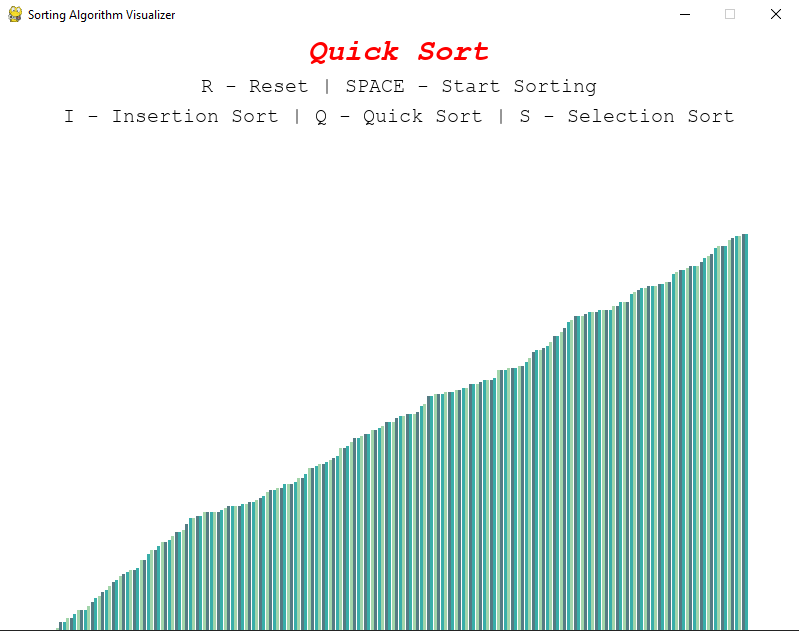 Sorting Algorithm Visualizer
Quick Sort
R - Reset | SPACE - Start Sorting
I - Insertion Sort | Q - Quick Sort | S - Selection Sort